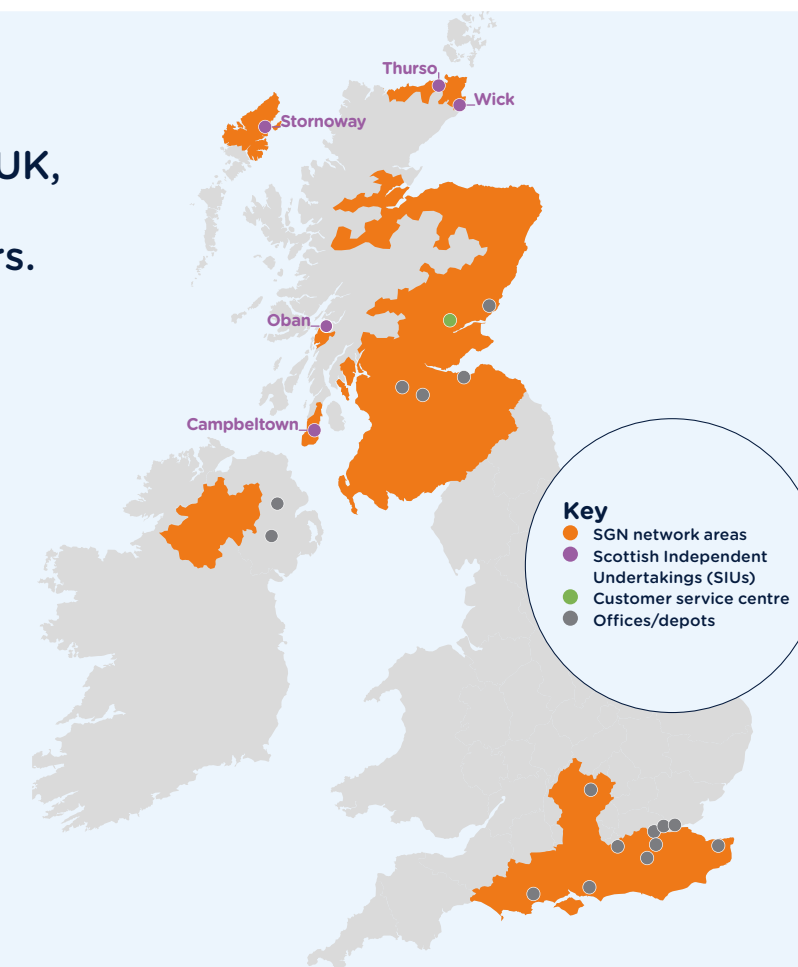 UK,
rs.
Thurso
Wick
Stornoway
Oban
Campbeltown
Key
SGN network areas
Scottish Independent
Undertakings (SIUs)
Customer service centre
Offices/depots